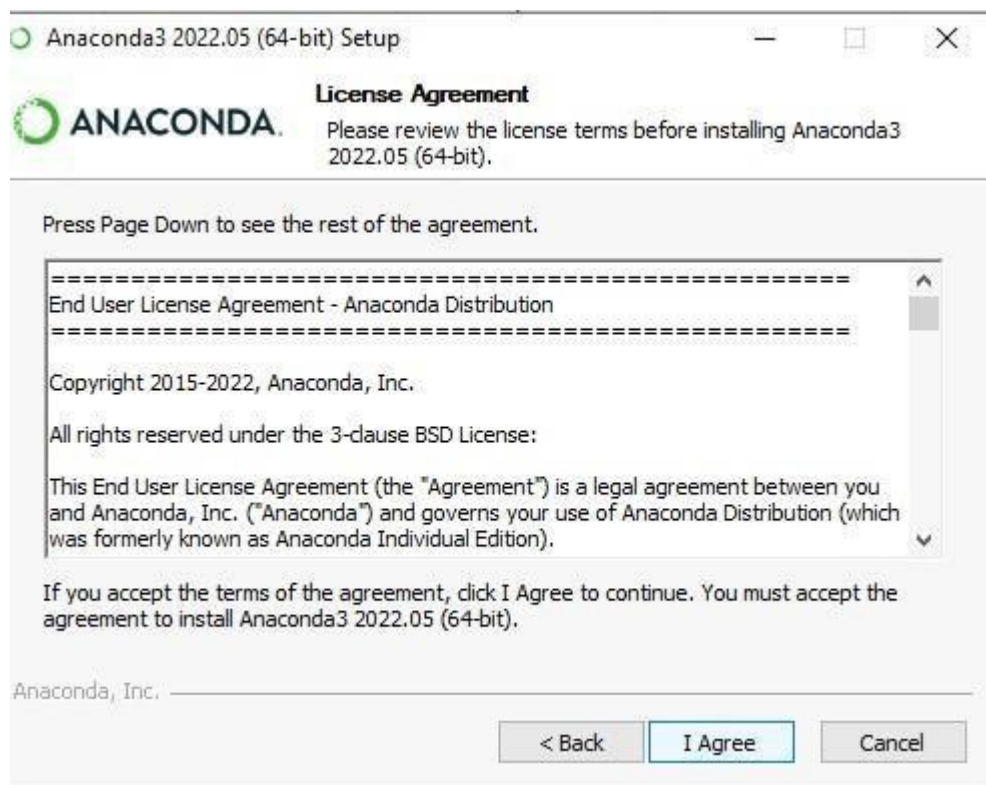 Anaconda3 2022.05 (64-bit) Setup
ANACONDA.
License Agreement
Please review the license terms before installing Anaconda3
2022.05 (64-bit).
Press Page Down to see the rest of the agreement.
==================================================
End User License Agreement - Anaconda Distribution
==================================================
Copyright 2015-2022, Anaconda, Inc.
All rights reserved under the 3-clause BSD License:
This End User License Agreement (the "Agreement") is a legal agreement between you
and Anaconda, Inc. ("Anaconda") and governs your use of Anaconda Distribution (which
was formerly known as Anaconda Individual Edition).
If you accept the terms of the agreement, click I Agree to continue. You must accept the
agreement to install Anaconda3 2022.05 (64-bit).
Anaconda, Inc.
< Back
I Agree
Cancel